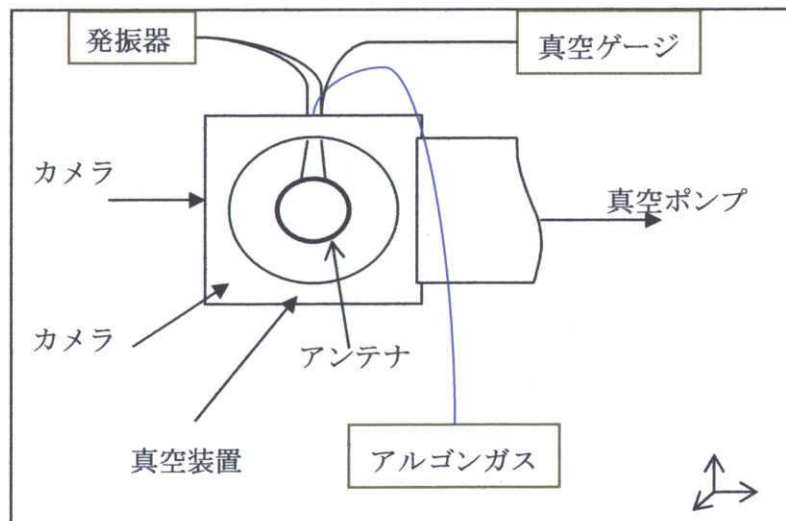 発振器
真空ゲージ
カメラ
真空ポンプ
カメラ
アンテナ
真空装置
アルゴンガス